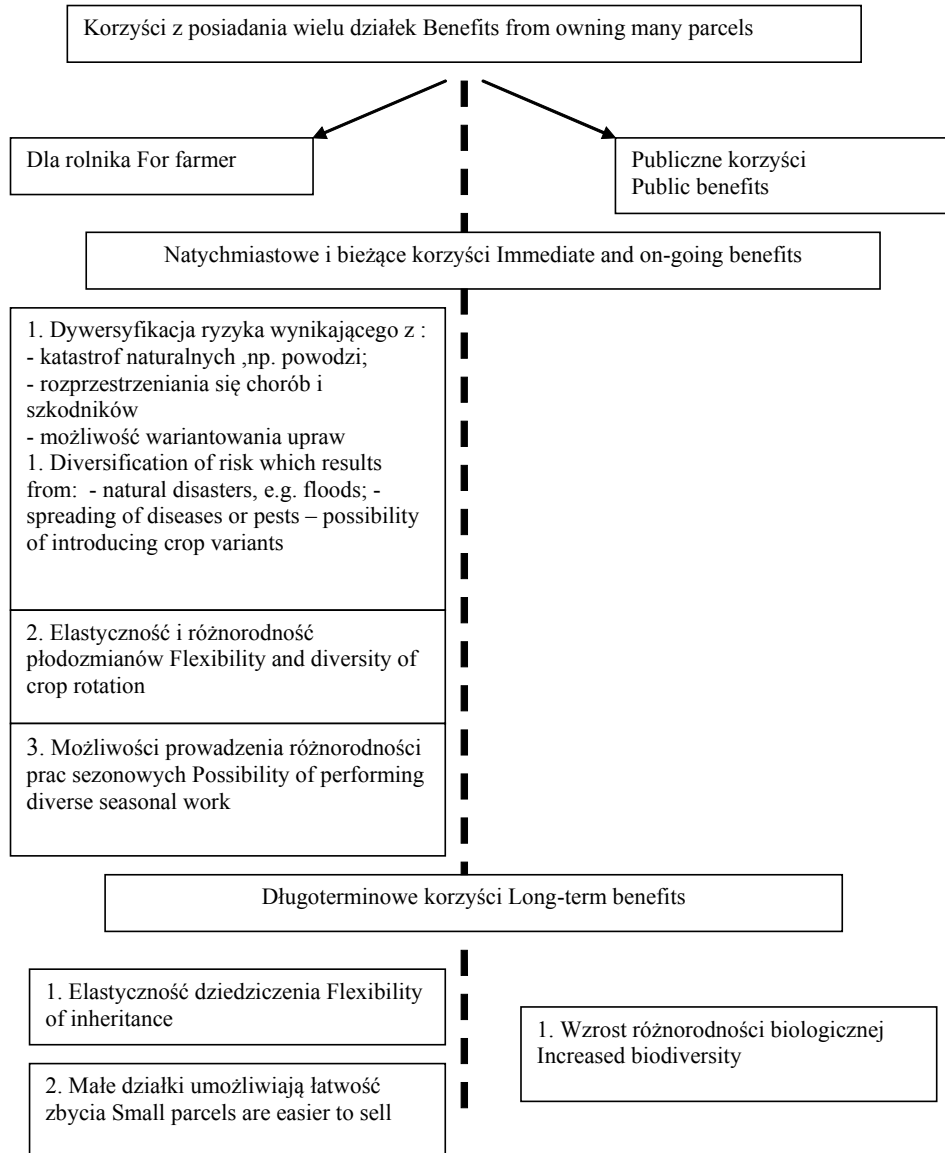 Korzyści z posiadania wielu działek Benefits from owning many parcels
Dla rolnika For farmer
Publiczne korzyści
Public benefits
Natychmiastowe i bieżące korzyści Immediate and on-going benefits
1. Dywersyfikacja ryzyka wynikającego z :
- katastrof naturalnych ,np. powodzi;
- rozprzestrzeniania się chorób i
szkodników
- możliwość wariantowania upraw
1. Diversification of risk which results
from:  - natural disasters, e.g. floods; -
spreading of diseases or pests – possibility
of introducing crop variants
2. Elastyczność i różnorodność
płodozmianów Flexibility and diversity of
crop rotation
3. Możliwości prowadzenia różnorodności
prac sezonowych Possibility of performing
diverse seasonal work
Długoterminowe korzyści Long-term benefits
1. Elastyczność dziedziczenia Flexibility
of inheritance
1. Wzrost różnorodności biologicznej
Increased biodiversity
2. Małe działki umożliwiają łatwość
zbycia Small parcels are easier to sell